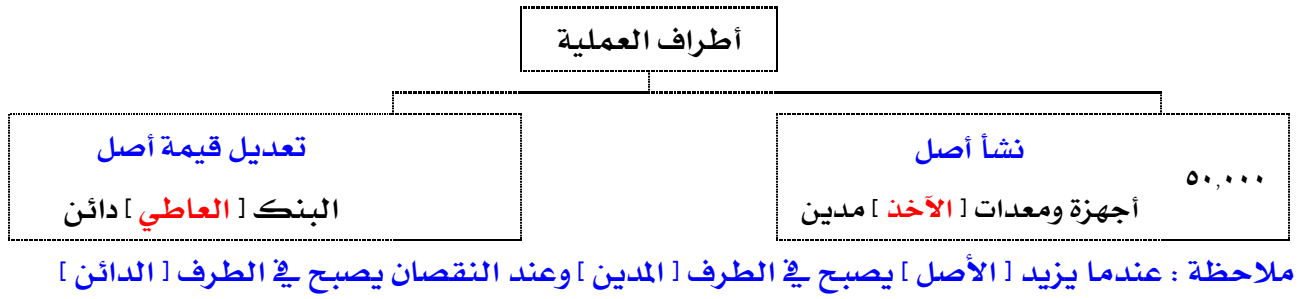 أطراف العملية
نشأ أصل
٥٠,٠٠٠
أجهزة ومعدات [ الآخذ ] مدين
تعديل قيمة أصل
البنك [ العاطي ] دائن
ملاحظة : عندما يزيد [ الأصل ] يصبح في الطرف [ المدين ] وعند النقصان يصبح في الطرف [ الدائن ]